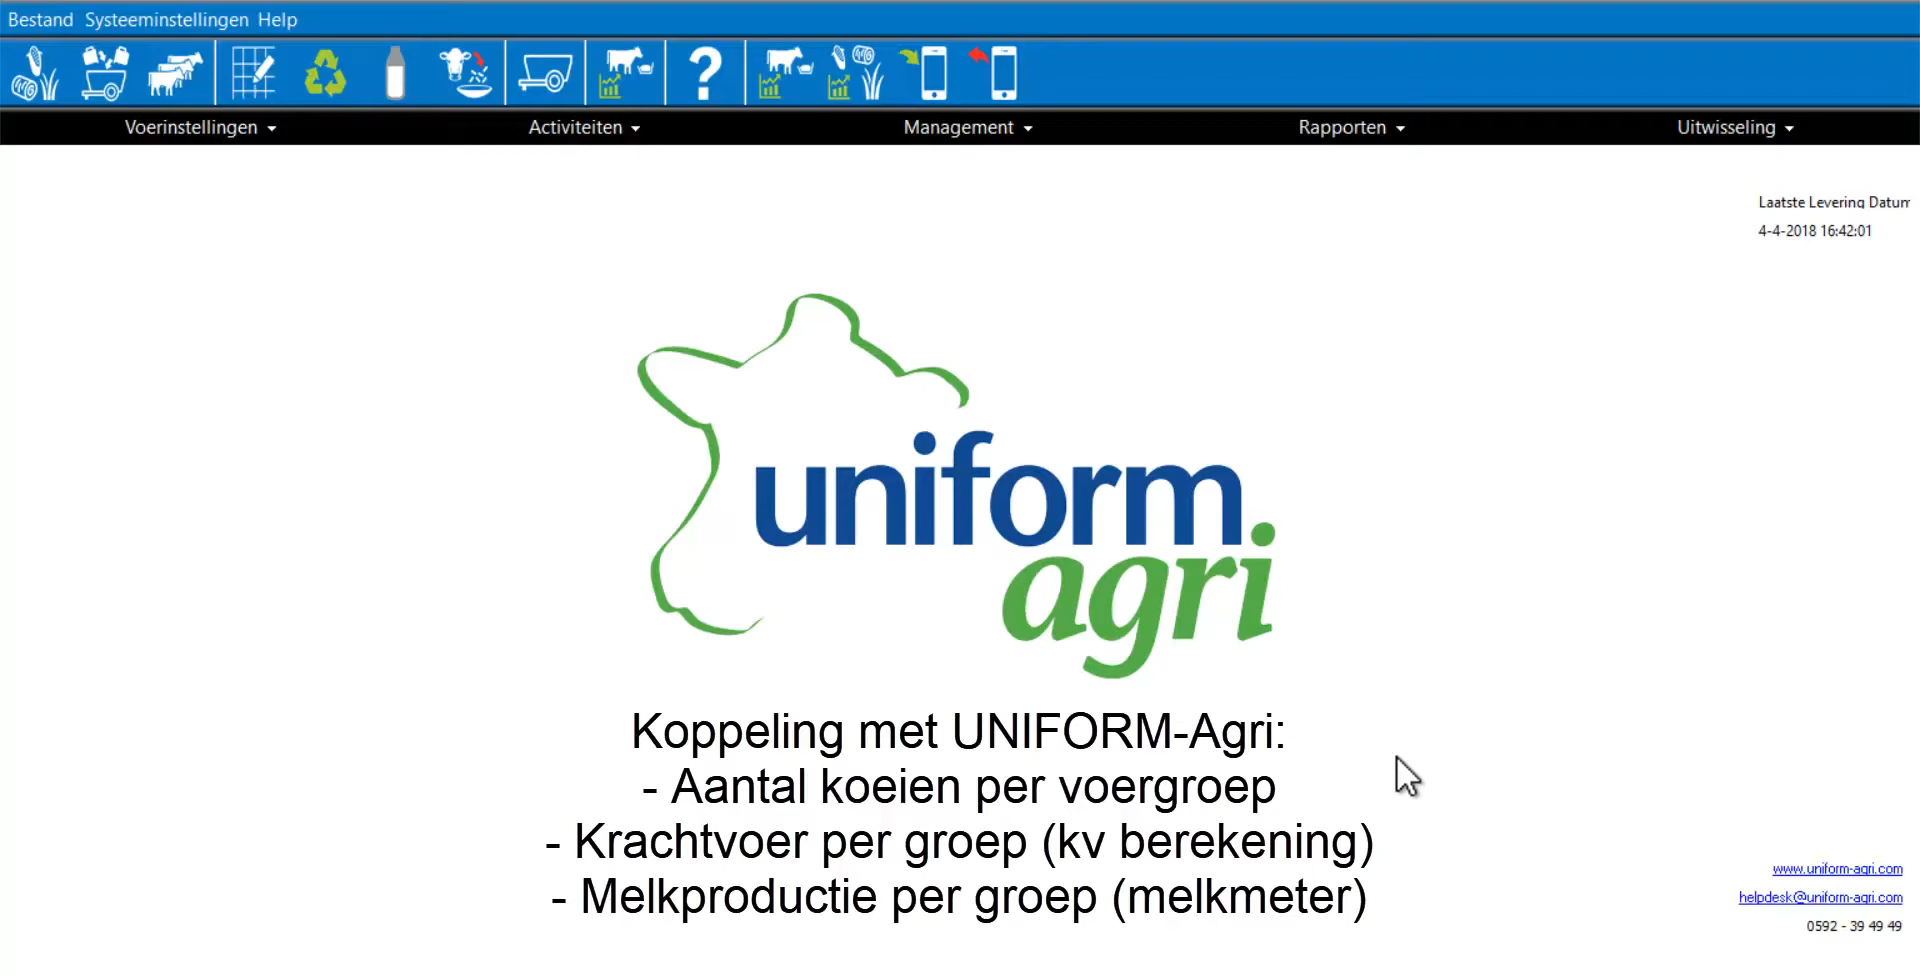 Bestand Systeeminstellingen Help
Voerinstellingen Activiteiten Management Rapporten Uitwisseling
Laatste Levering Datum
4-4-2018 16:42:01
uniform
agri
Koppeling met UNIFORM-Agri:
- Aantal koeien per voergroep
- Krachtvoer per groep (kv berekening)
- Melkproductie per groep (melkmeter)
www.uniform-agri.com
helpdesk@uniform-agri.com
0592 - 39 49 49